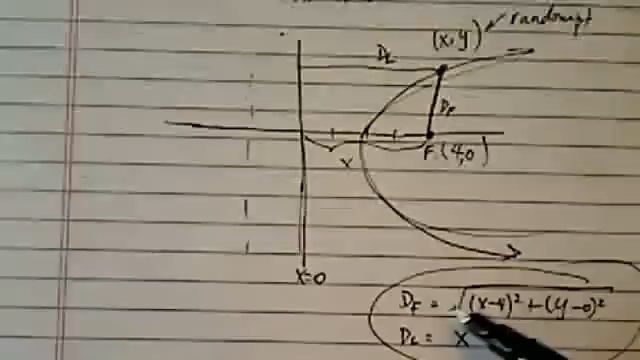 (x,y) random pt
DL
DF
F (4,0)
x
x=0
DF = √(x-4)² + (y-0)²
DL = x